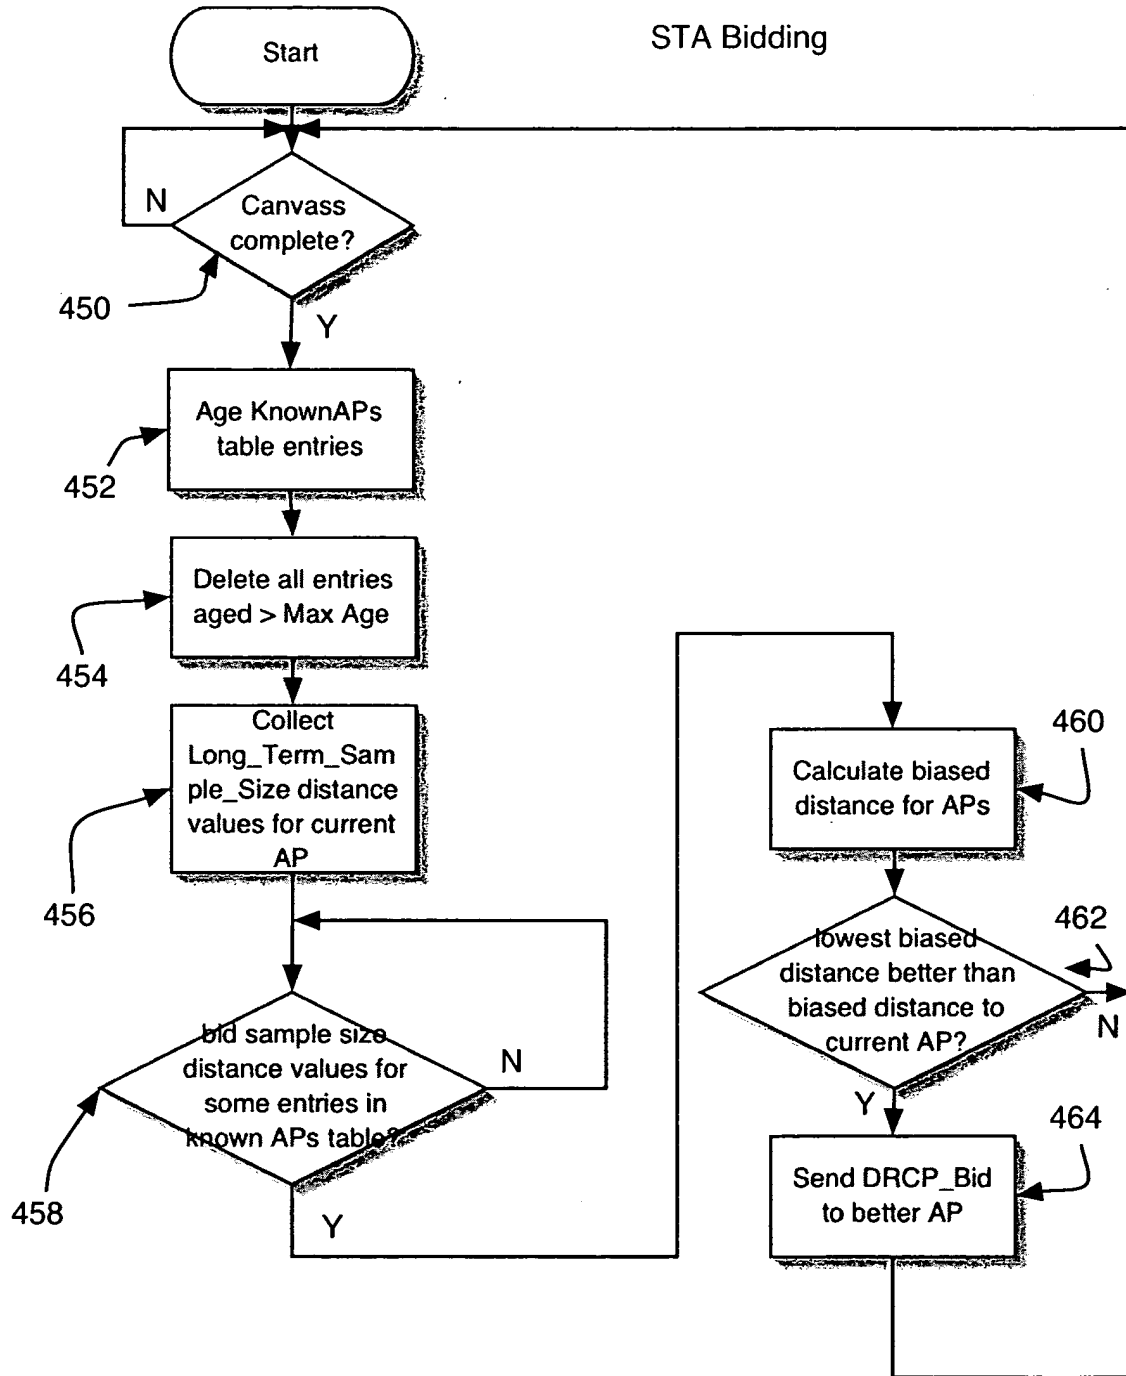 STA Bidding
Start
N
Canvass
complete?
450
Y
Age KnownAPs
table entries
452
Delete all entries
aged > Max Age
454
Collect
Long_Term_Sam
ple_Size distance
values for current
AP
456
bid sample size
distance values for
some entries in
known APs table?
N
458
Y
460
Calculate biased
distance for APs
462
lowest biased
distance better than
biased distance to
current AP?
N
Y
464
Send DRCP_Bid
to better AP